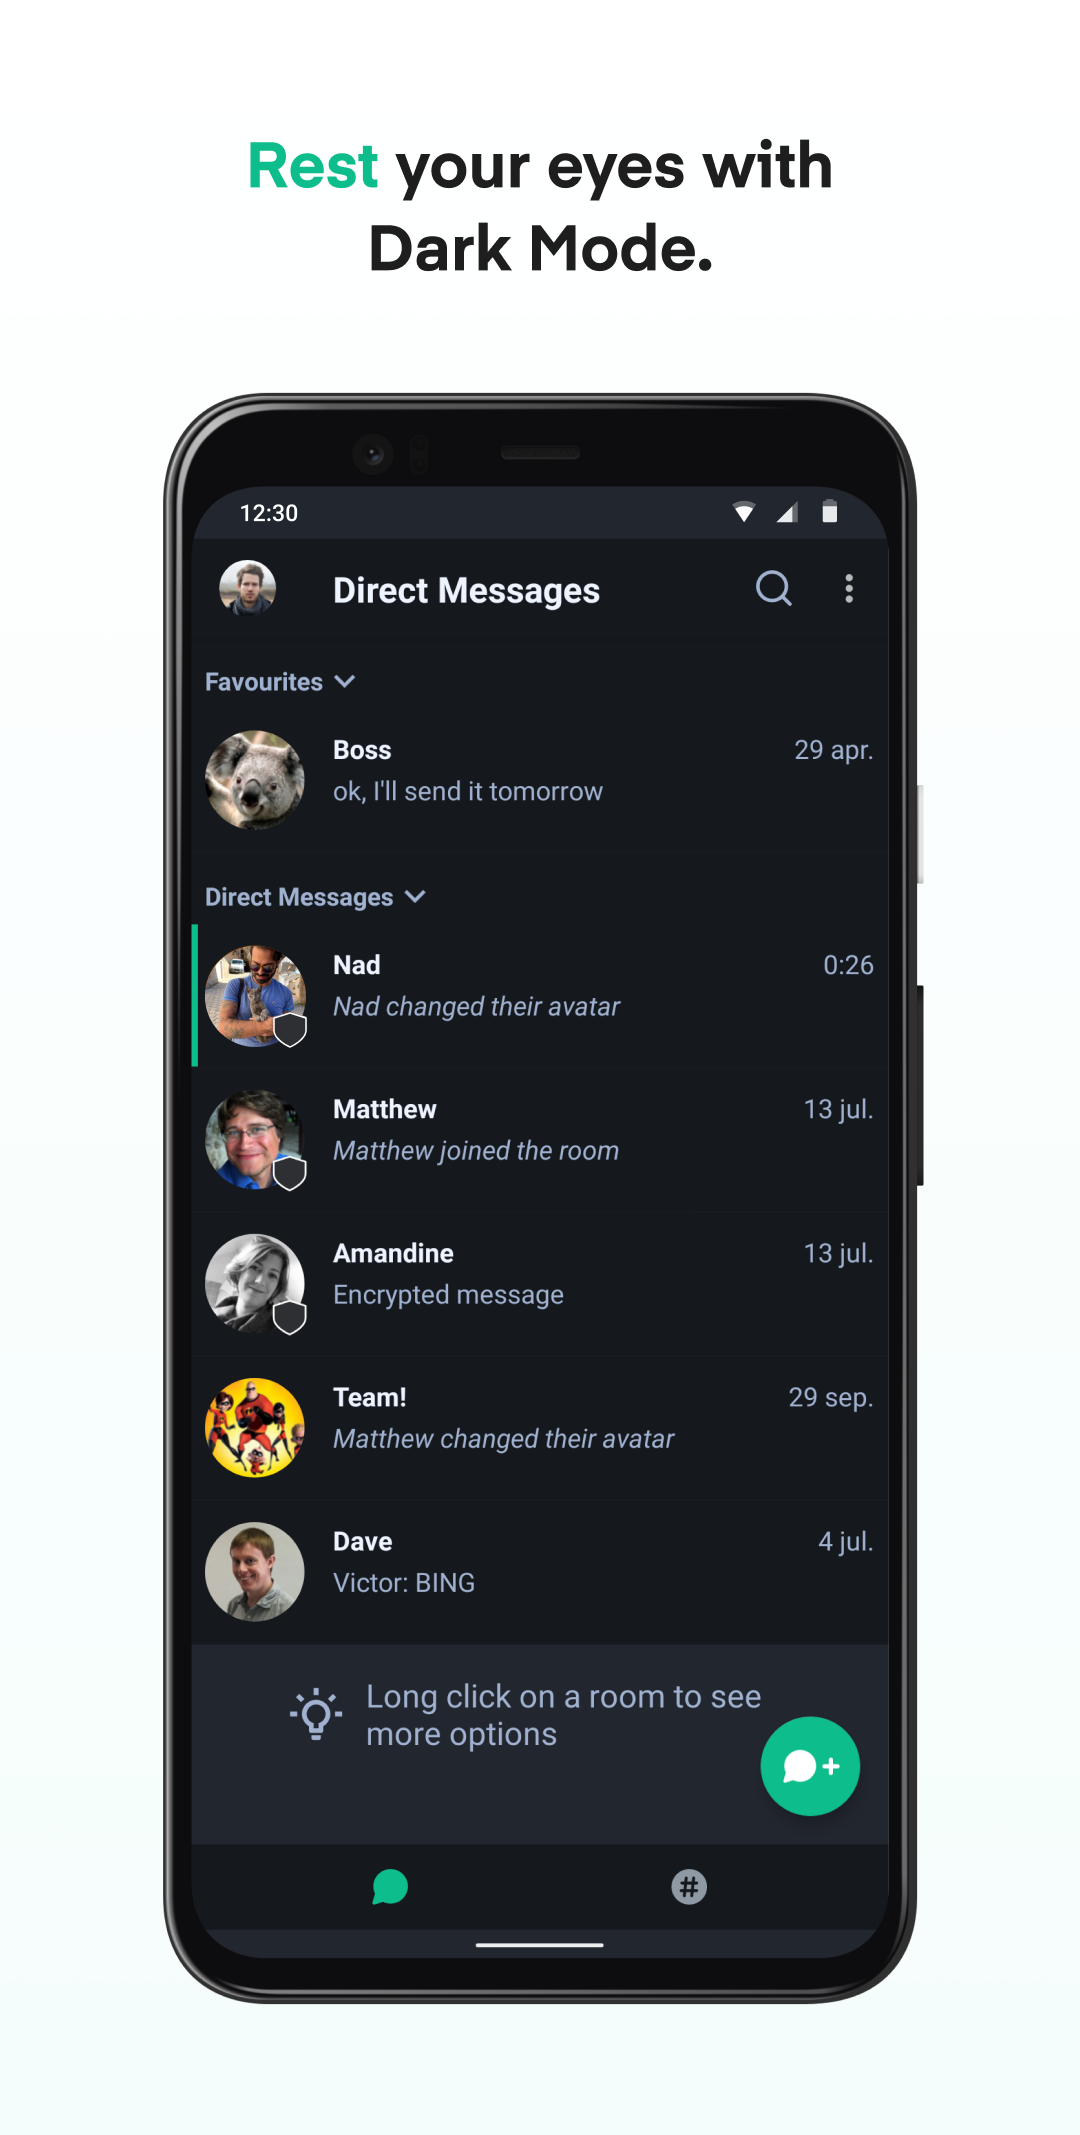 Rest your eyes with
Dark Mode.
12:30
Direct Messages
Favourites
Boss
29 apr.
ok, I'll send it tomorrow
Direct Messages
Nad
0:26
Nad changed their avatar
Matthew
13 jul.
Matthew joined the room
Amandine
13 jul.
Encrypted message
Team!
29 sep.
Matthew changed their avatar
Dave
4 jul.
Victor: BING
Long click on a room to see
more options